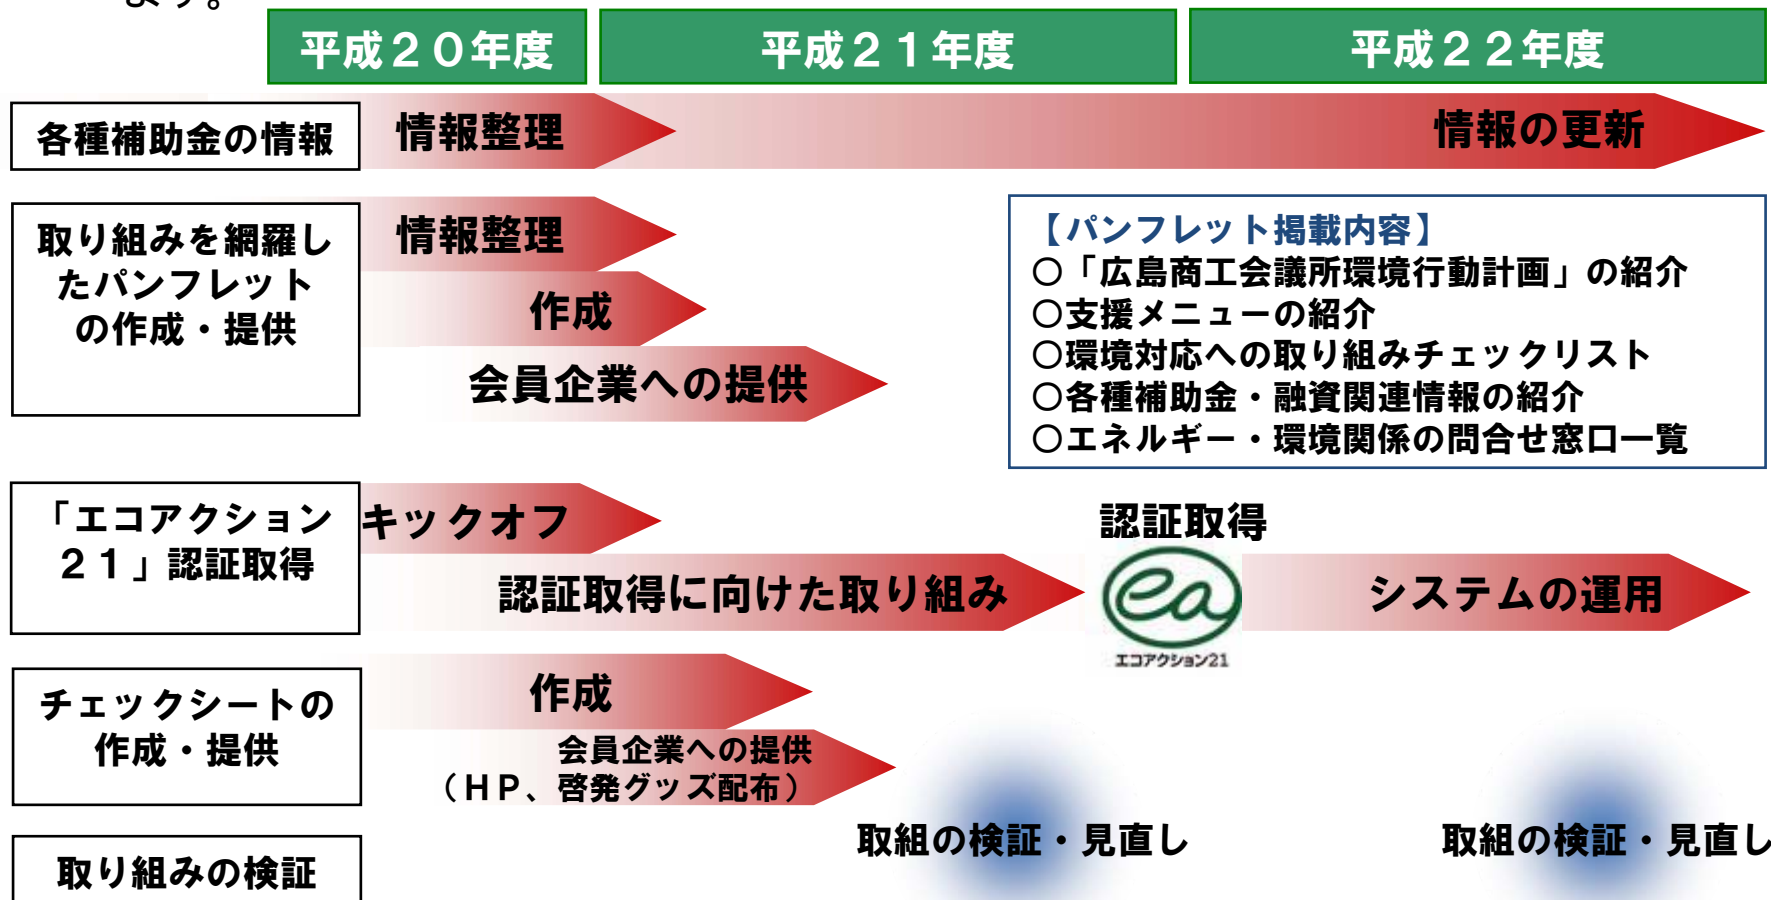 ます。
平成２０年度
平成２１年度
平成２２年度
各種補助金の情報
情報整理
情報の更新
取り組みを網羅し
たパンフレット
の作成・提供
情報整理
作成
会員企業への提供
【パンフレット掲載内容】
○「広島商工会議所環境行動計画」の紹介
○支援メニューの紹介
○環境対応への取り組みチェックリスト
○各種補助金・融資関連情報の紹介
○エネルギー・環境関係の問合せ窓口一覧
「エコアクション
２１」認証取得
キックオフ
認証取得に向けた取り組み
認証取得
ea
エコアクション21
システムの運用
チェックシートの
作成・提供
作成
会員企業への提供
（ＨＰ、啓発グッズ配布）
取組の検証・見直し
取組の検証・見直し
取り組みの検証